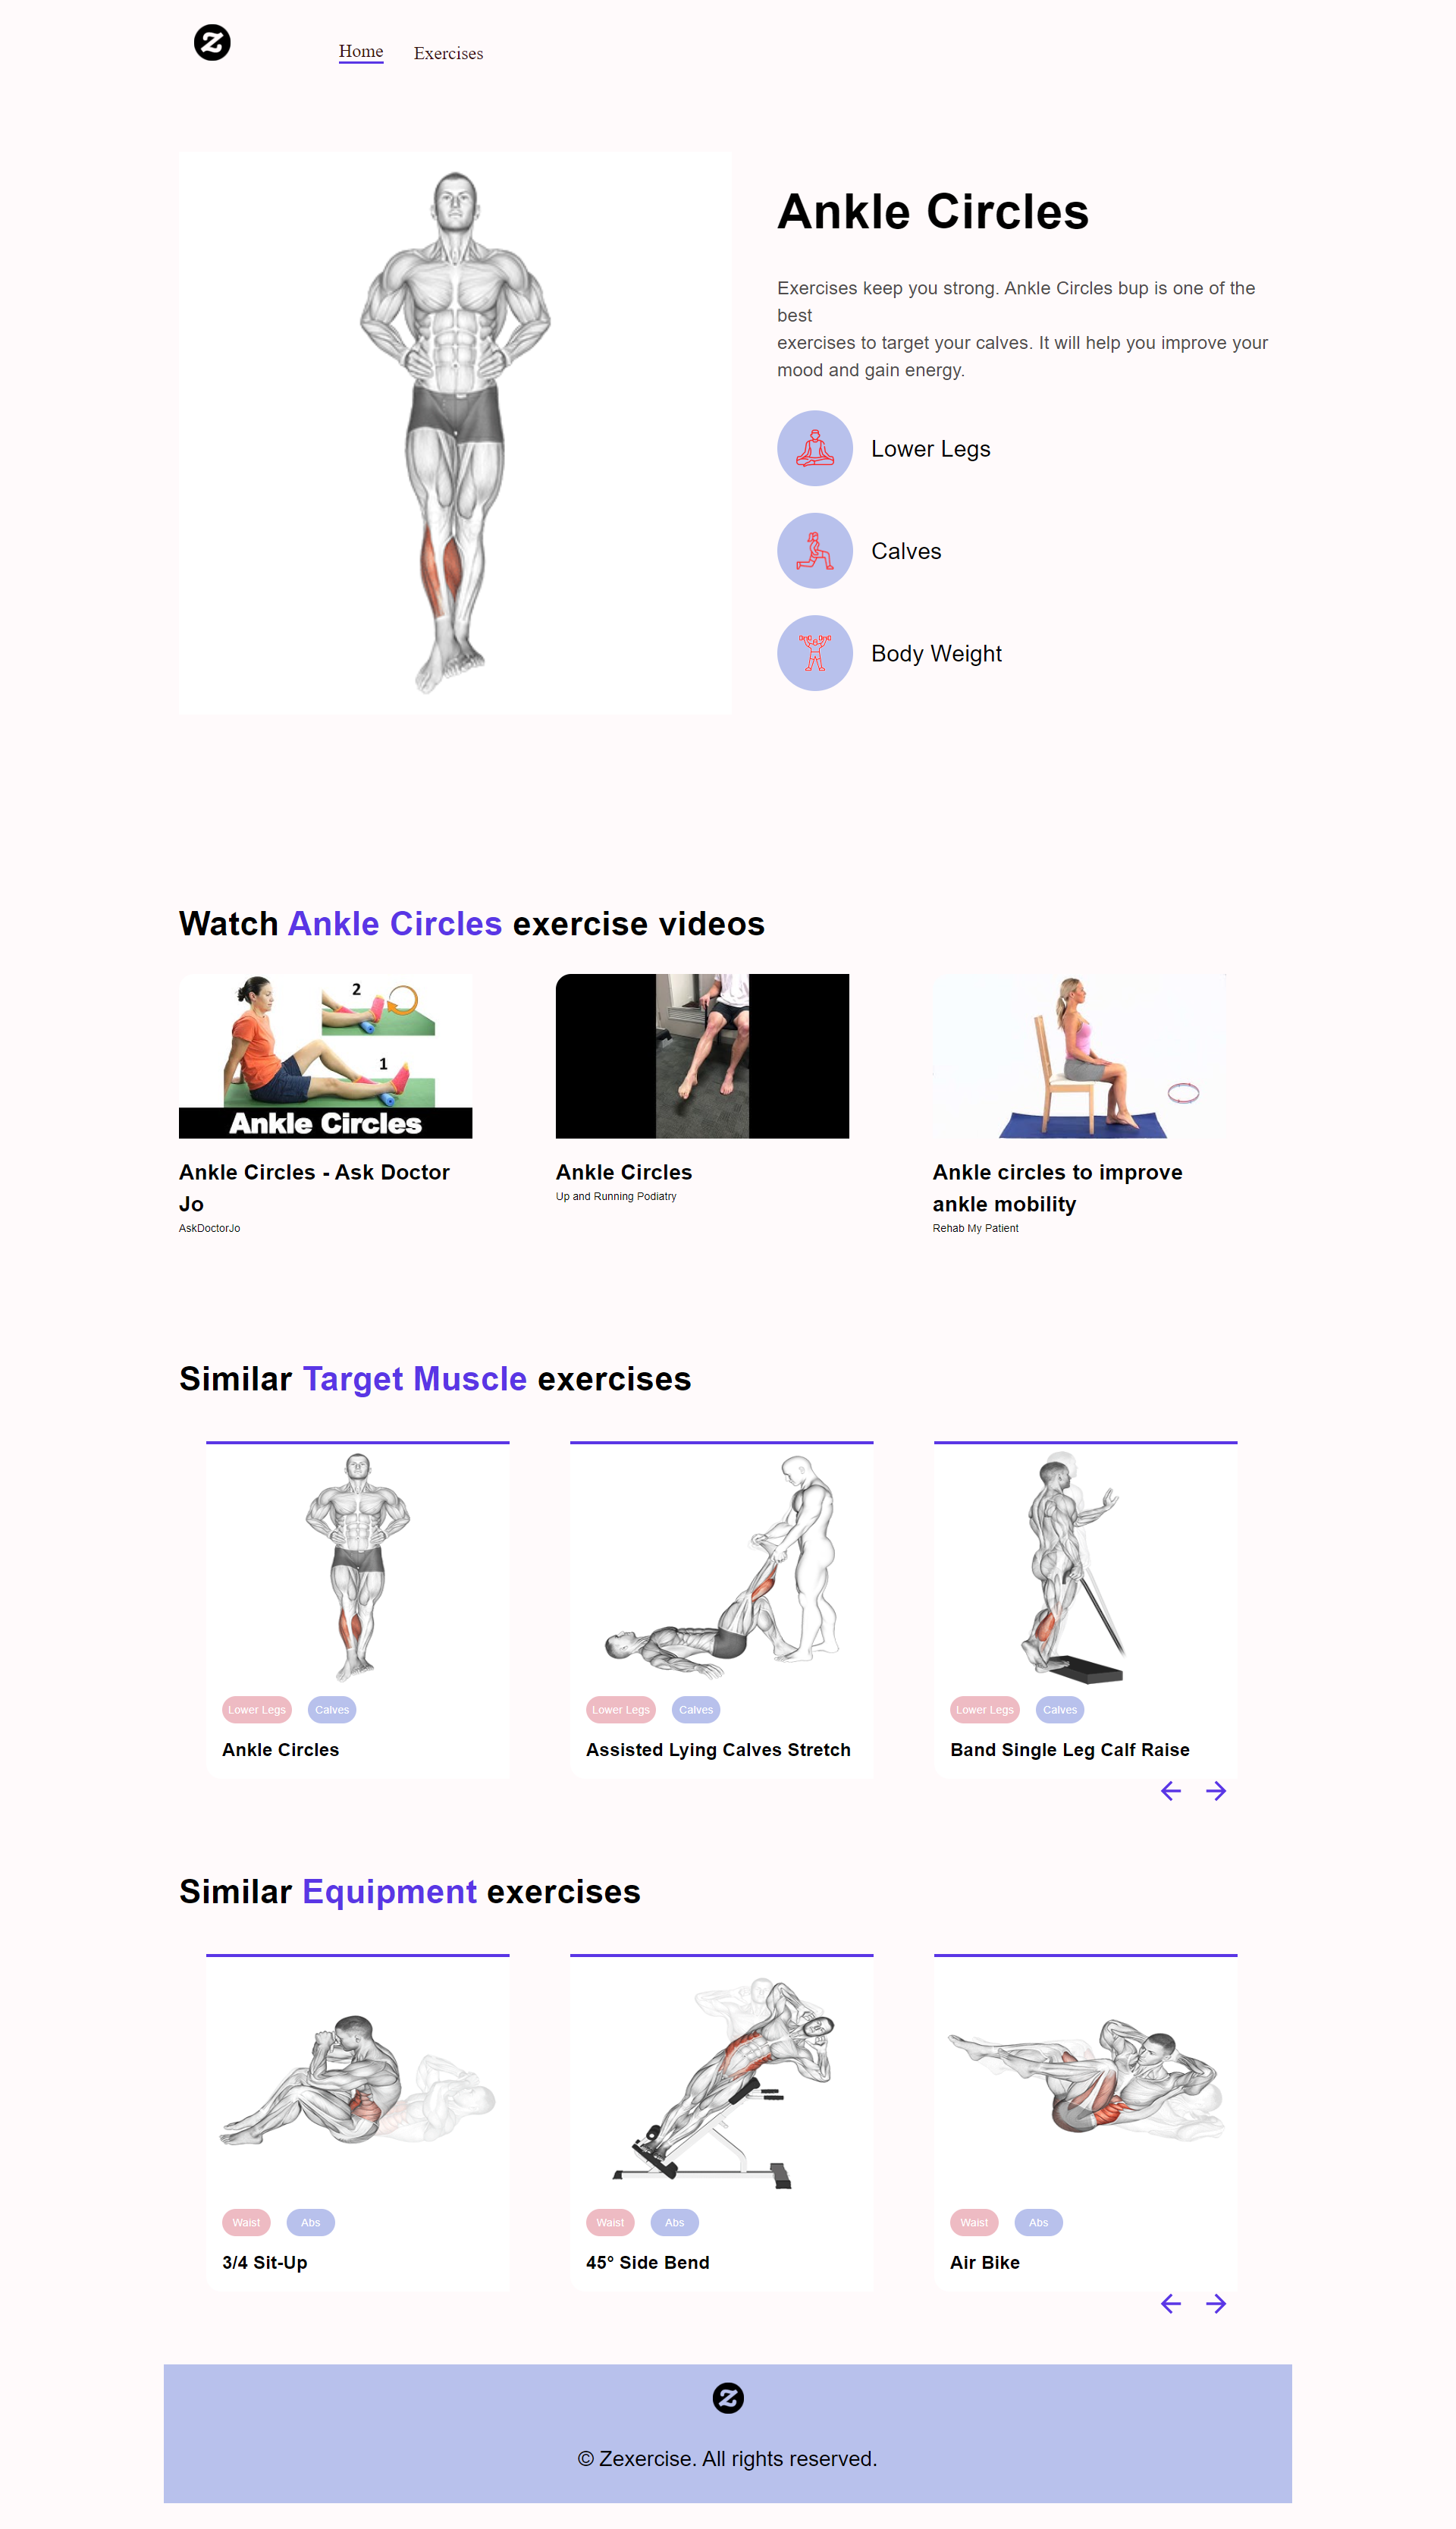 Z
Home
Exercises
Ankle Circles
Exercises keep you strong. Ankle Circles bup is one of the
best
exercises to target your calves. It will help you improve your
mood and gain energy.
Lower Legs
Calves
Body Weight
Watch Ankle Circles exercise videos
2
1
Ankle Circles
Ankle Circles - Ask Doctor
Jo
AskDoctorJo
Ankle Circles
Up and Running Podiatry
Ankle circles to improve
ankle mobility
Rehab My Patient
Similar Target Muscle exercises
Lower Legs
Calves
Ankle Circles
Lower Legs
Calves
Assisted Lying Calves Stretch
Lower Legs
Calves
Band Single Leg Calf Raise
Similar Equipment exercises
Waist
Abs
3/4 Sit-Up
Waist
Abs
45° Side Bend
Waist
Abs
Air Bike
Z
© Zexercise. All rights reserved.